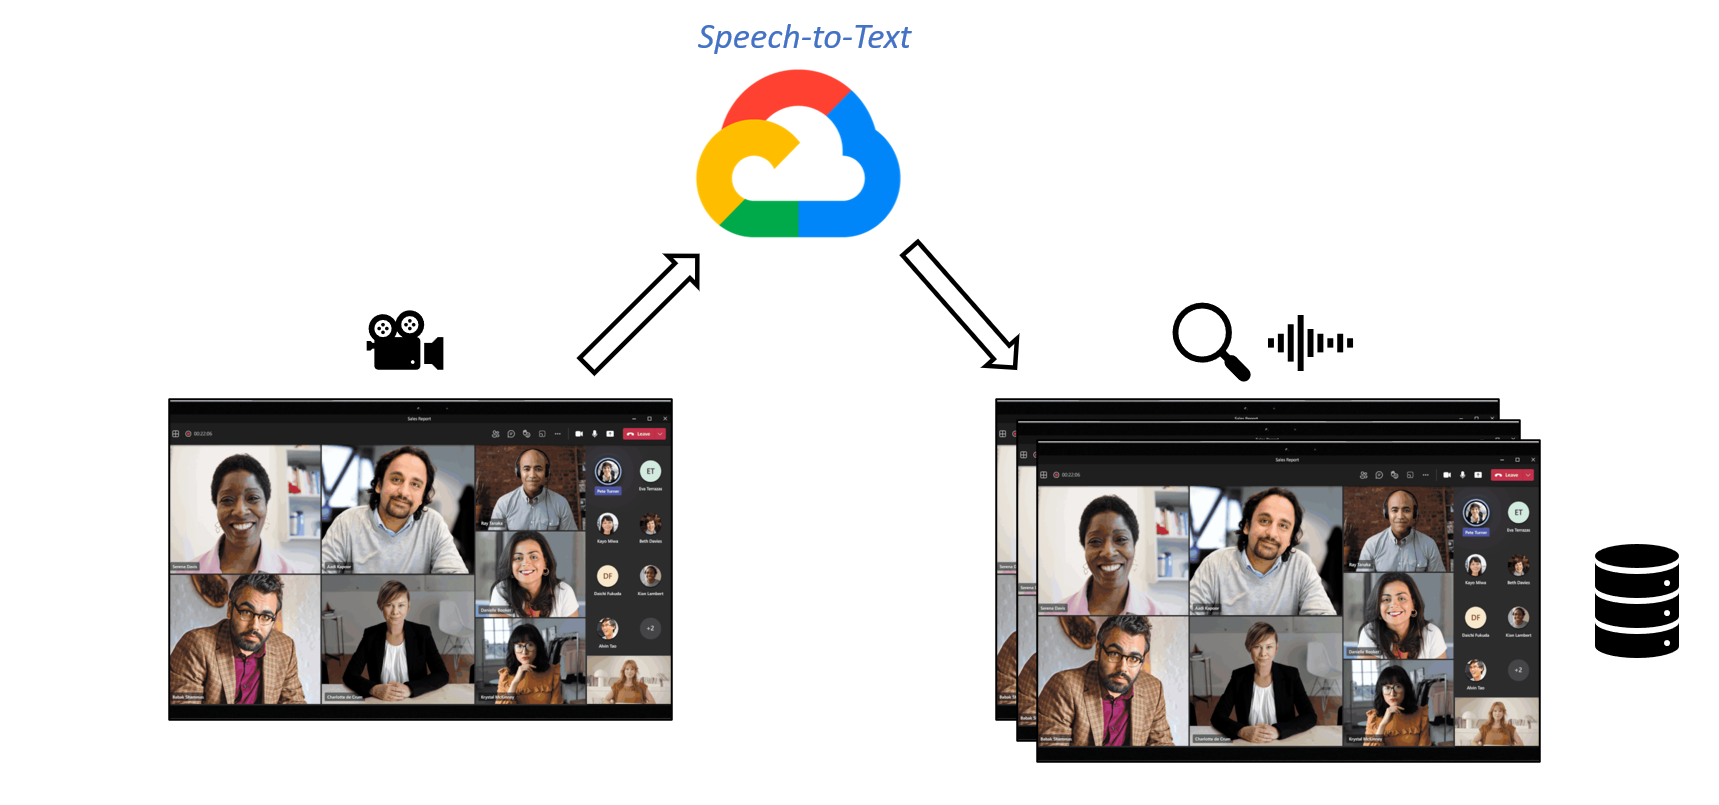 Speech-to-Text
Sales Report
00:22:06
Leave
Serena Davis
Aadi Kapoor
Ray Tanaka
Danielle Booker
Babak Shammas
Charlotte de Crum
Krystal McKinney
Pete Turner
ET
Eva Terrazas
Kayo Miwa
Beth Davies
DF
Daichi Fukuda
Kian Lambert
Alvin Tao
+2
Sales Report
00:22:06
Leave
Serena Davis
Aadi Kapoor
Ray Tanaka
Danielle Booker
Babak Shammas
Charlotte de Crum
Krystal McKinney
Pete Turner
ET
Eva Terrazas
Kayo Miwa
Beth Davies
DF
Daichi Fukuda
Kian Lambert
Alvin Tao
+2